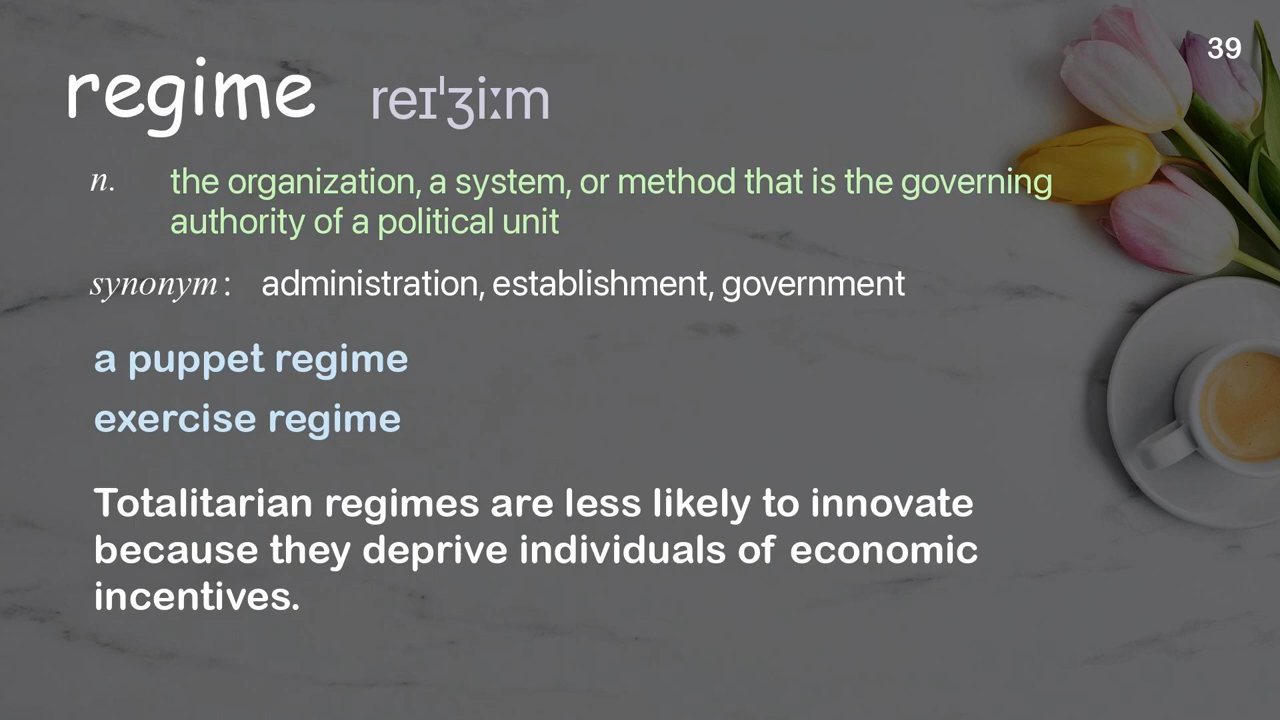 39
regime reɪˈʒiːm
n. the organization, a system, or method that is the governing
authority of a political unit
synonym : administration, establishment, government
a puppet regime
exercise regime
Totalitarian regimes are less likely to innovate
because they deprive individuals of economic
incentives.